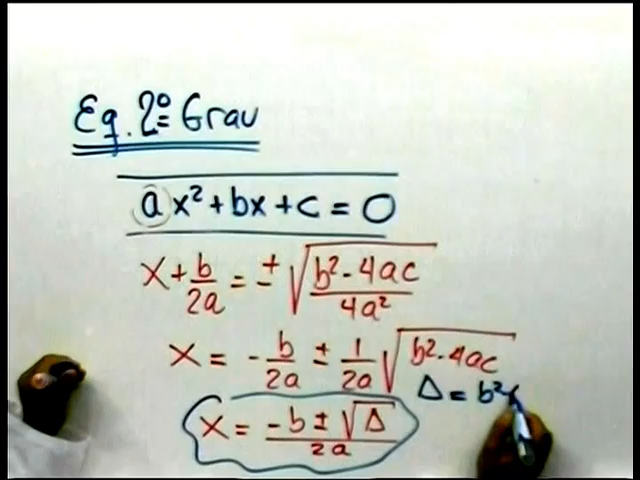 Eq. 2º Grau
ax² + bx + c = 0
x + b/2a = ± √(b² - 4ac / 4a²)
x = - b/2a ± 1/2a √(b² - 4ac)
Δ = b²
x = -b ± √Δ / 2a